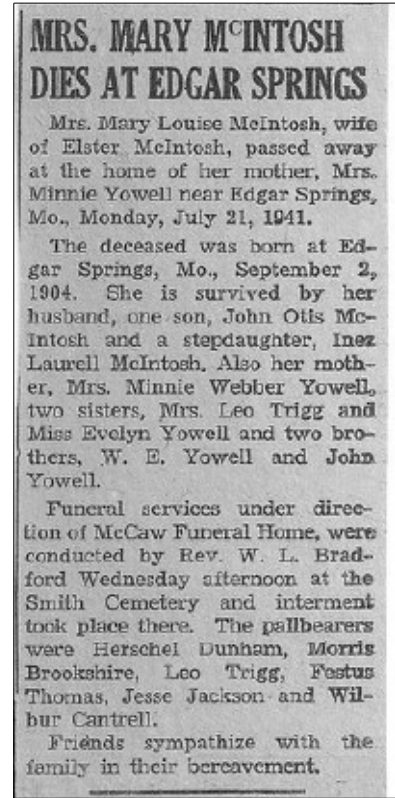 MRS. MARY McINTOSH
DIES AT EDGAR SPRINGS
Mrs. Mary Louise McIntosh, wife
of Elster McIntosh, passed away
at the home of her mother, Mrs.
Minnie Yowell near Edgar Springs,
Mo., Monday, July 21, 1941.
The deceased was born at Ed-
gar Springs, Mo., September 2,
1904. She is survived by her
husband, one son, John Otis Mc-
Intosh and a stepdaughter, Inez
Laurell McIntosh. Also her moth-
er, Mrs. Minnie Webber Yowell,
two sisters, Mrs. Leo Trigg and
Miss Evelyn Yowell and two bro-
thers, W. E. Yowell and John
Yowell.
Funeral services under direc-
tion of McCaw Funeral Home, were
conducted by Rev. W. L. Brad-
ford Wednesday afternoon at the
Smith Cemetery and interment
took place there. The pallbearers
were Herschel Dunham, Morris
Brookshire, Leo Trigg, Festus
Thomas, Jesse Jackson and Wil-
bur Cantrell.
Friends sympathize with the
family in their bereavement.